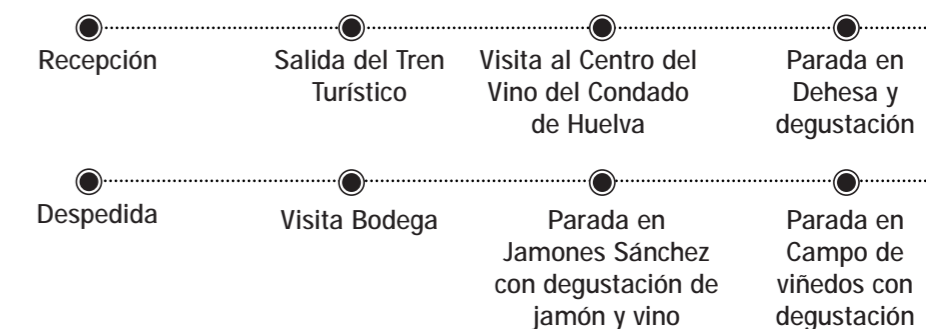 Recepción
Salida del Tren
Turístico
Visita al Centro del
Vino del Condado
de Huelva
Parada en
Dehesa y
degustación
Despedida
Visita Bodega
Parada en
Jamones Sánchez
con degustación de
jamón y vino
Parada en
Campo de
viñedos con
degustación